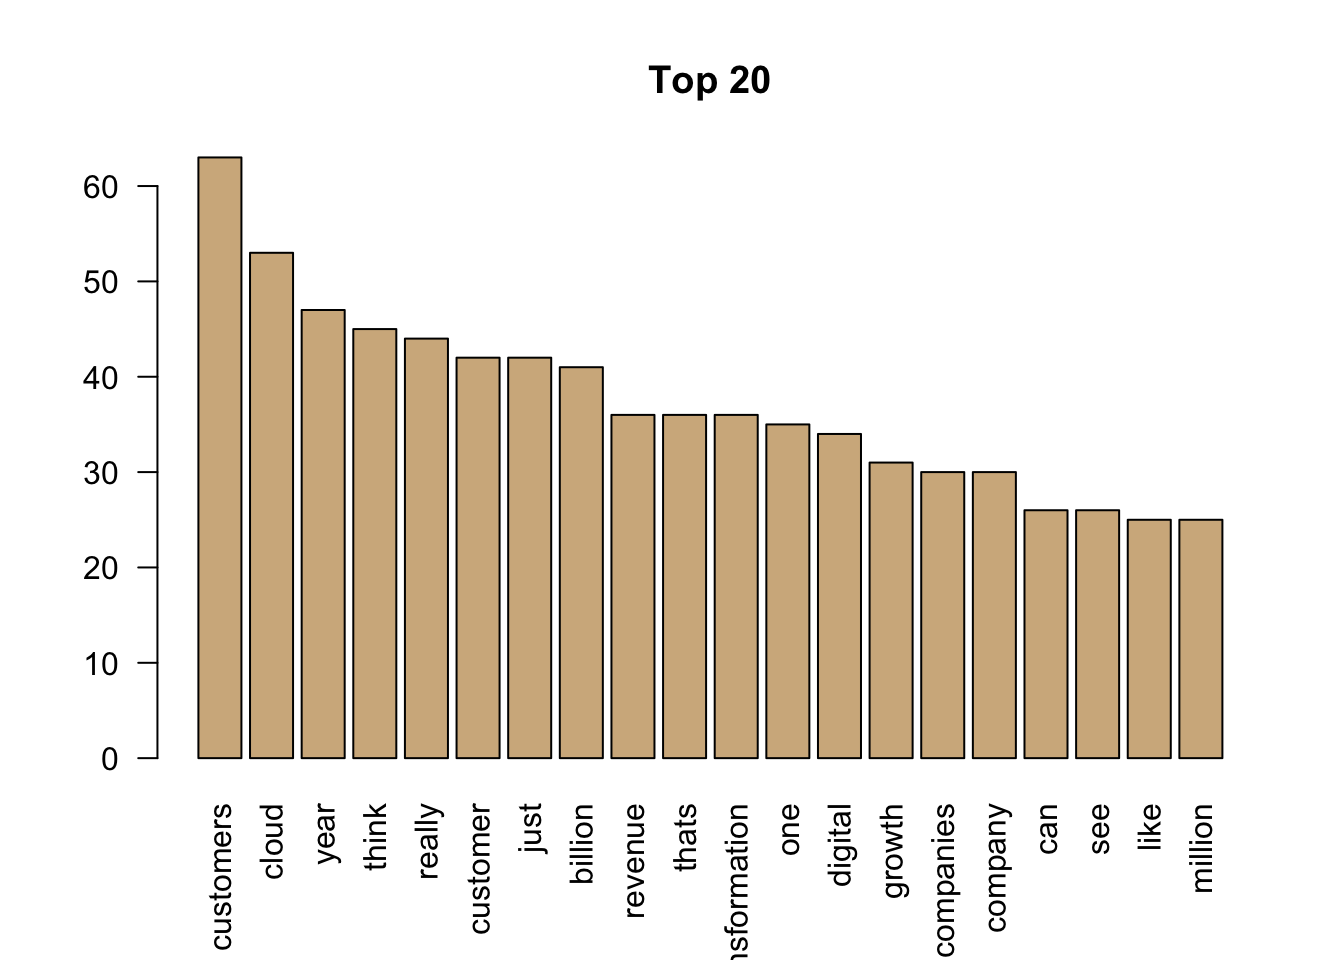 Top 20
60
50
40
30
20
10
0
customers
cloud
year
think
really
customer
just
billion
revenue
thats
nsformation
one
digital
growth
companies
company
can
see
like
million